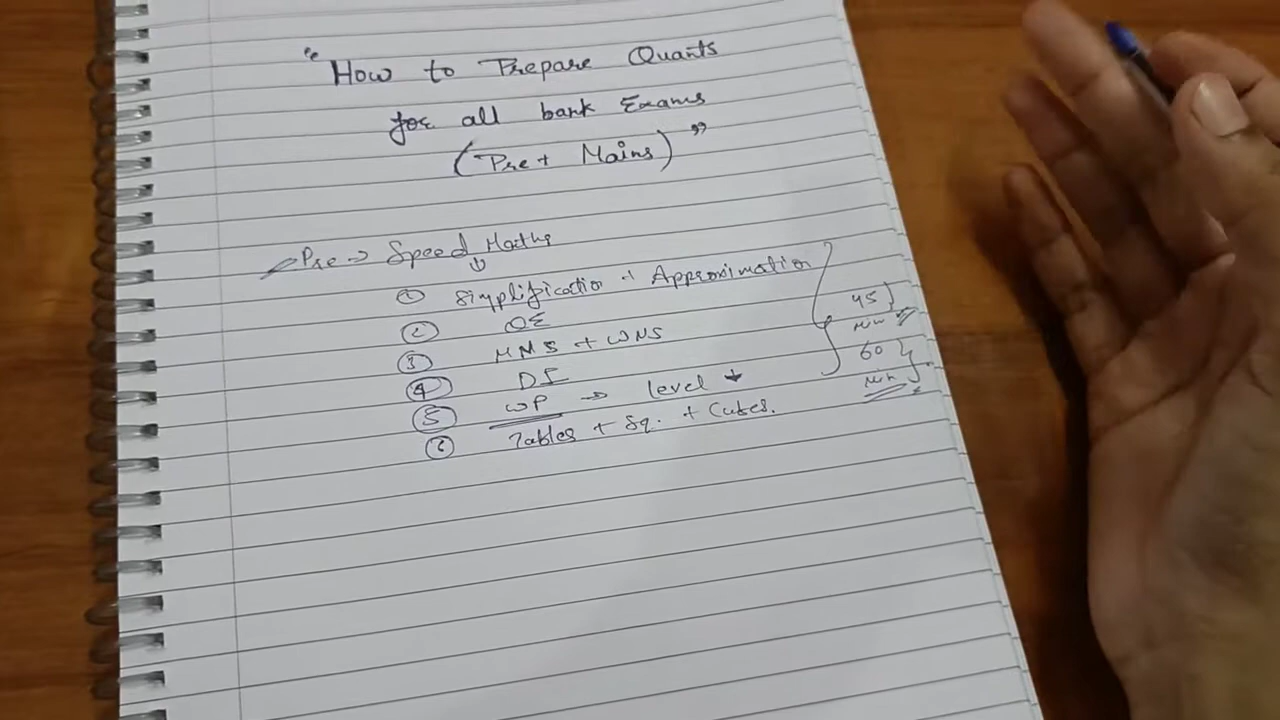 "How to Prepare Quants
for all bank Exams
(Pre + Mains)"
Pre → Speed Maths
↓
① Simplification + Approximation
② QE
③ MNS + WNS
④ DI
⑤ WP → level ↓
⑥ Tables + Sq. + Cubes.
45
Min
60
Min